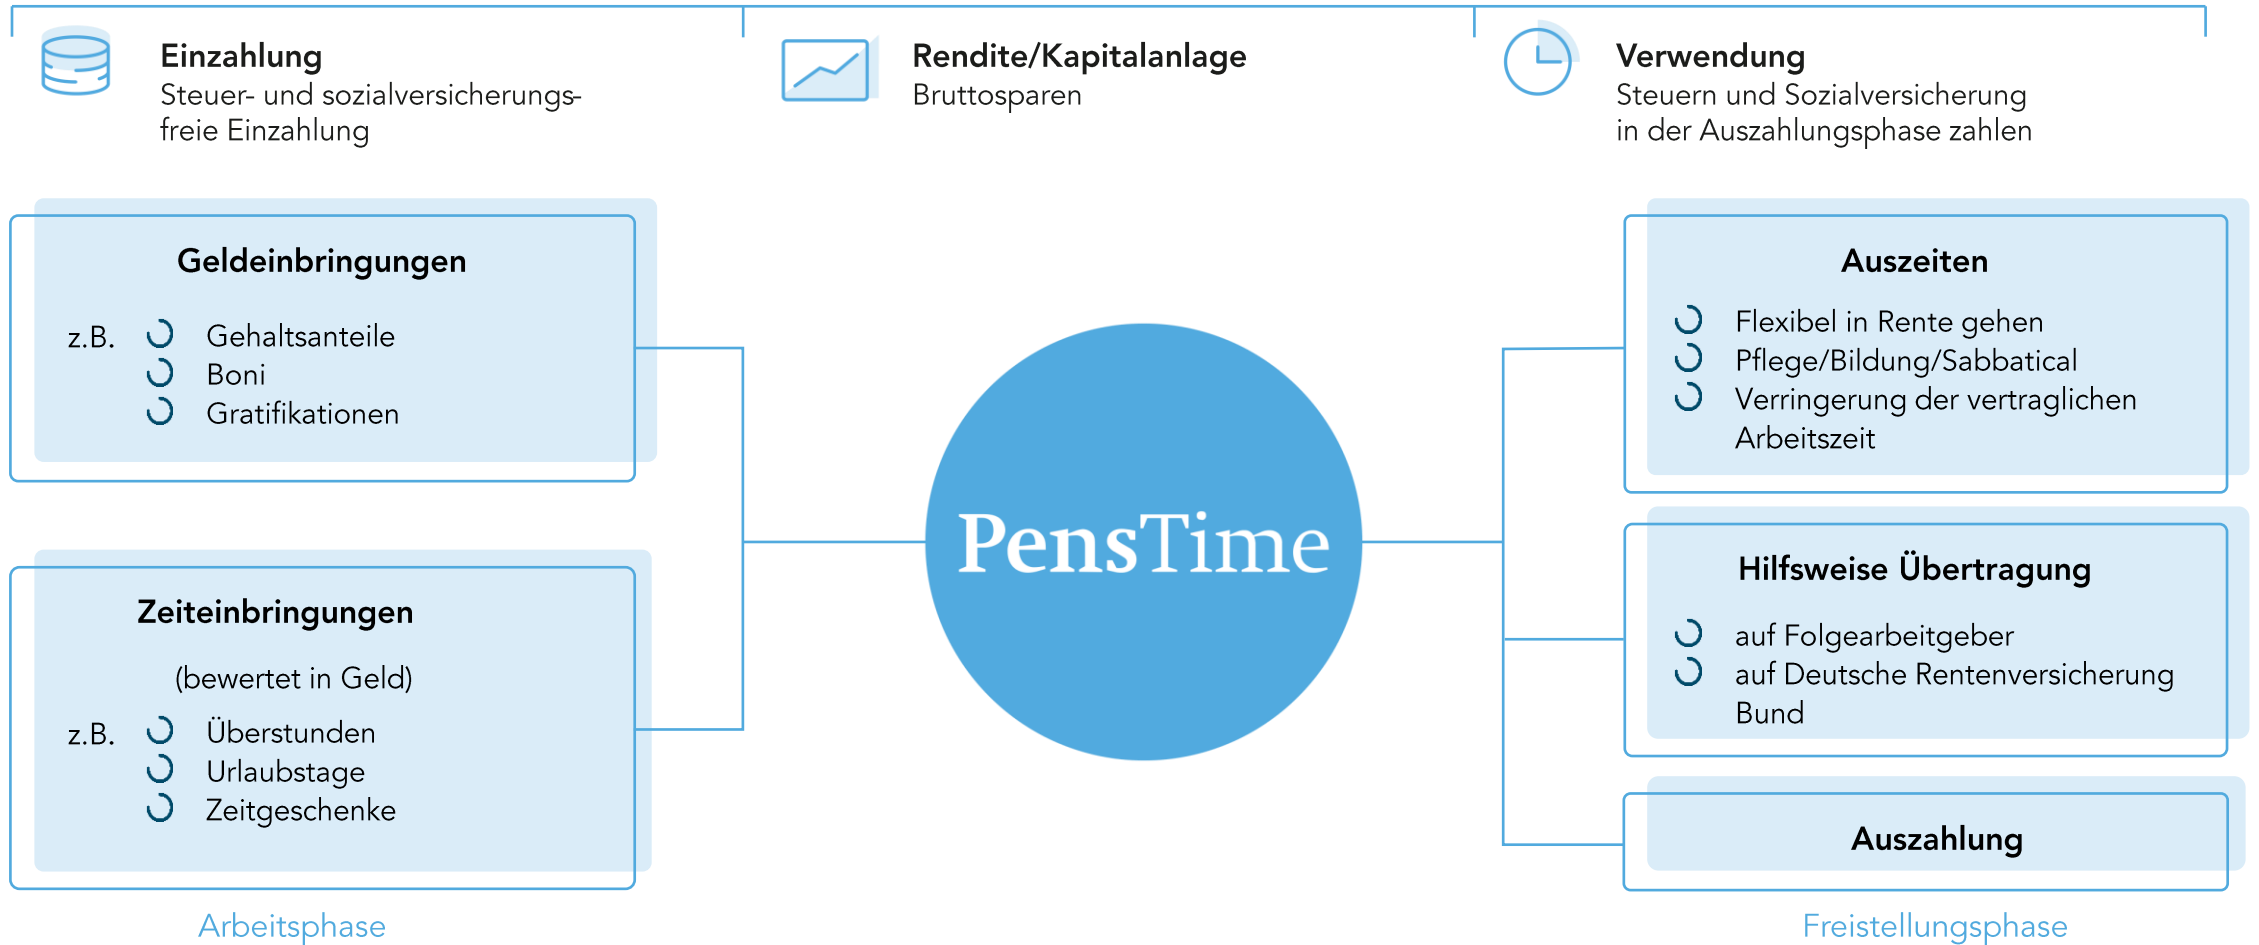 Einzahlung
Steuer- und sozialversicherungs-
freie Einzahlung
Rendite/Kapitalanlage
Bruttosparen
Verwendung
Steuern und Sozialversicherung
in der Auszahlungsphase zahlen
Geldeinbringungen
z.B. Gehaltsanteile
Boni
Gratifikationen
Zeiteinbringungen
(bewertet in Geld)
z.B. Überstunden
Urlaubstage
Zeitgeschenke
Arbeitsphase
PensTime
Auszeiten
Flexibel in Rente gehen
Pflege/Bildung/Sabbatical
Verringerung der vertraglichen
Arbeitszeit
Hilfsweise Übertragung
auf Folgearbeitgeber
auf Deutsche Rentenversicherung
Bund
Auszahlung
Freistellungsphase